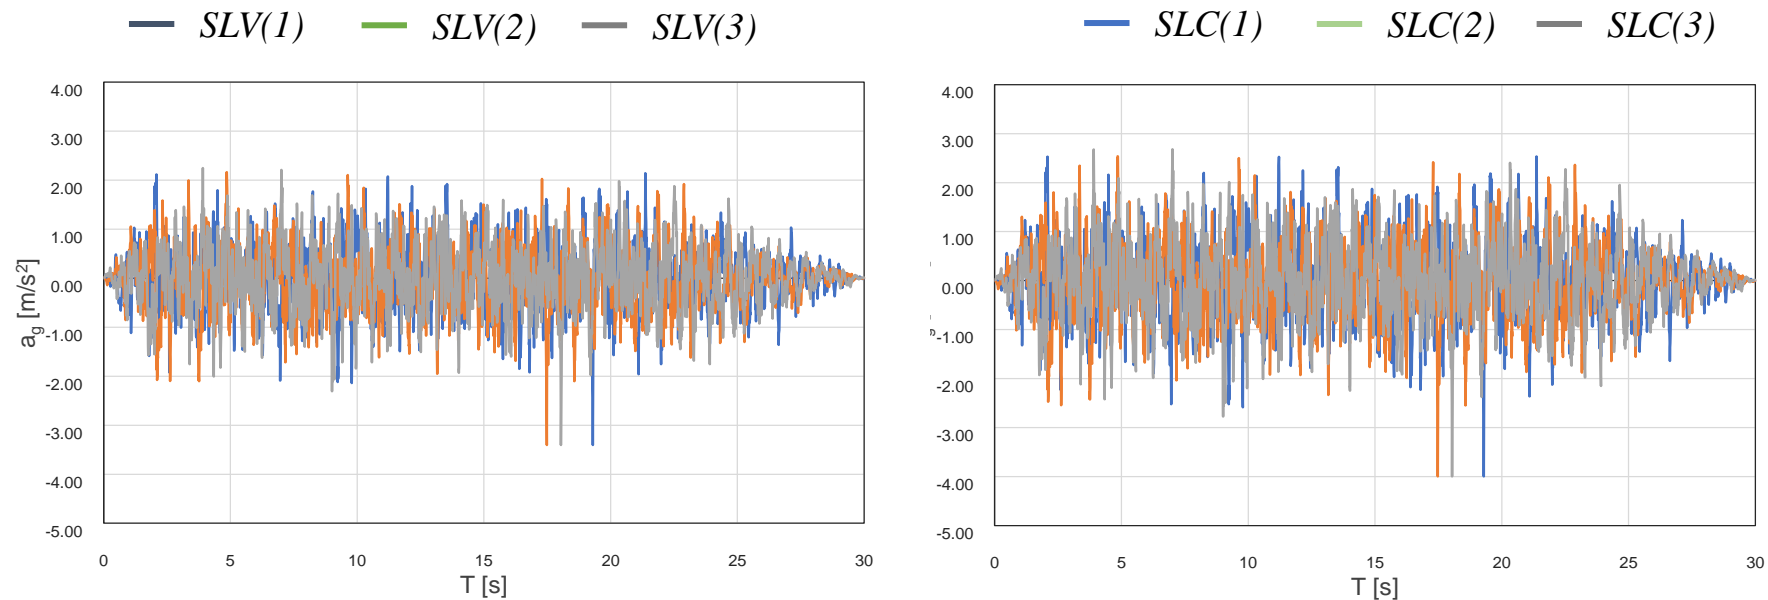 SLV(1) SLV(2) SLV(3)
4.00
3.00
2.00
1.00
0.00
-1.00
-2.00
-3.00
-4.00
-5.00
ag [m/s2]
0 5 10 15 20 25 30
T [s]
SLC(1) SLC(2) SLC(3)
4.00
3.00
2.00
1.00
0.00
-1.00
-2.00
-3.00
-4.00
-5.00
0 5 10 15 20 25 30
T [s]